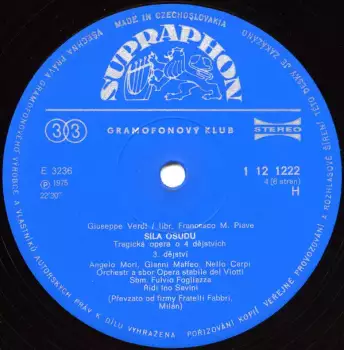 MADE IN CZECHOSLOVAKIA
VŠECHNA PRÁVA GRAMOFONOVÉHO VÝROBCE A VLASTNÍKŮ AUTORSKÝCH PRÁV K DÍLU VYHRAZENA
POŘIZOVÁNÍ KOPIÍ, VEREJNÉ PROVOZOVÁNÍ A ROZHLASOVÉ ŠÍŘENÍ TÉTO DESKY JE ZAKÁZÁNO
SUPRAPHON
33
GRAMOFONOVÝ KLUB
STEREO
E 3236
Ⓟ 1975
22'30"
1 12 1222
4 (6 stran)
H
Giuseppe Verdi / libr. Francesco M. Piave
SÍLA OSUDU
Tragická opera o 4 dějstvích
3. dějství
Angelo Mori, Gianni Maffeo, Nello Carpi
Orchestr a sbor Opera stabile del Viotti
Sbm. Fulvio Fogliazza
Řídí Ino Savini
(Převzato od firmy Fratelli Fabbri,
Milán)